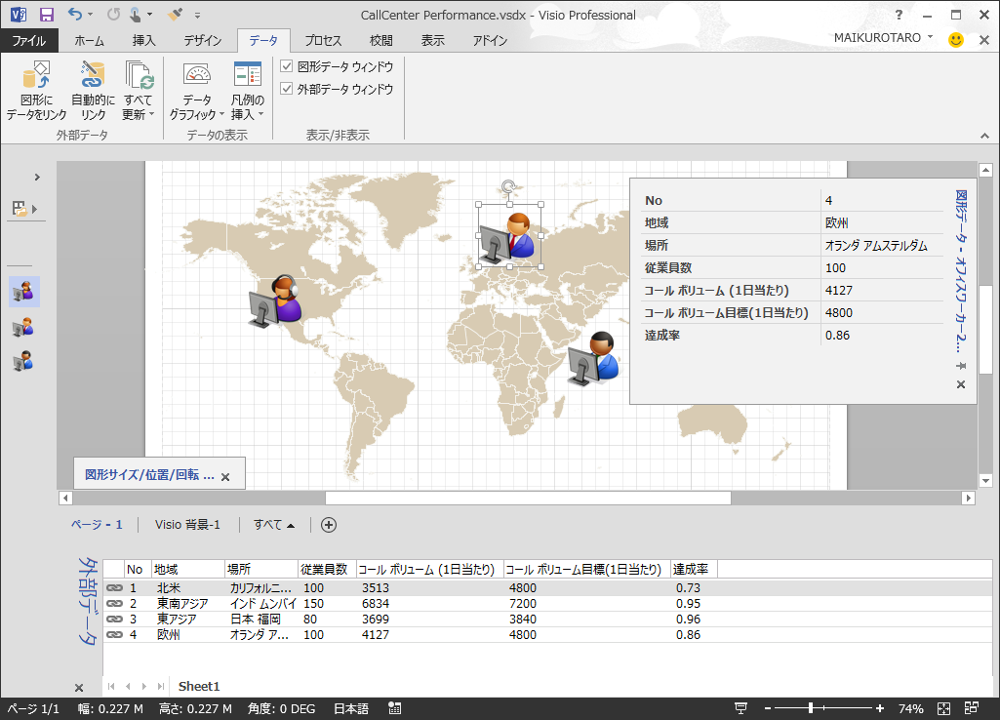 CallCenter Performance.vsdx - Visio Professional
?
ファイル ホーム 挿入 デザイン データ プロセス 校閲 表示 アドイン
MAIKUROTARO
図形に
データをリンク
自動的に
リンク
すべて
更新
外部データ
データ
グラフィック
凡例の
挿入
データの表示
図形データ ウィンドウ
外部データ ウィンドウ
表示/非表示
図形データ - オフィスワーカー2...
No 4
地域 欧州
場所 オランダ アムステルダム
従業員数 100
コール ボリューム (1日当たり) 4127
コール ボリューム目標(1日当たり) 4800
達成率 0.86
図形サイズ/位置/回転 ...
ページ - 1 Visio 背景-1 すべて
外部データ
No 地域 場所 従業員数 コール ボリューム (1日当たり) コール ボリューム目標(1日当たり) 達成率
1 北米 カリフォルニ... 100 3513 4800 0.73
2 東南アジア インド ムンバイ 150 6834 7200 0.95
3 東アジア 日本 福岡 80 3699 3840 0.96
4 欧州 オランダ ア... 100 4127 4800 0.86
Sheet1
ページ 1/1 幅: 0.227 M 高さ: 0.227 M 角度: 0 DEG 日本語 74%